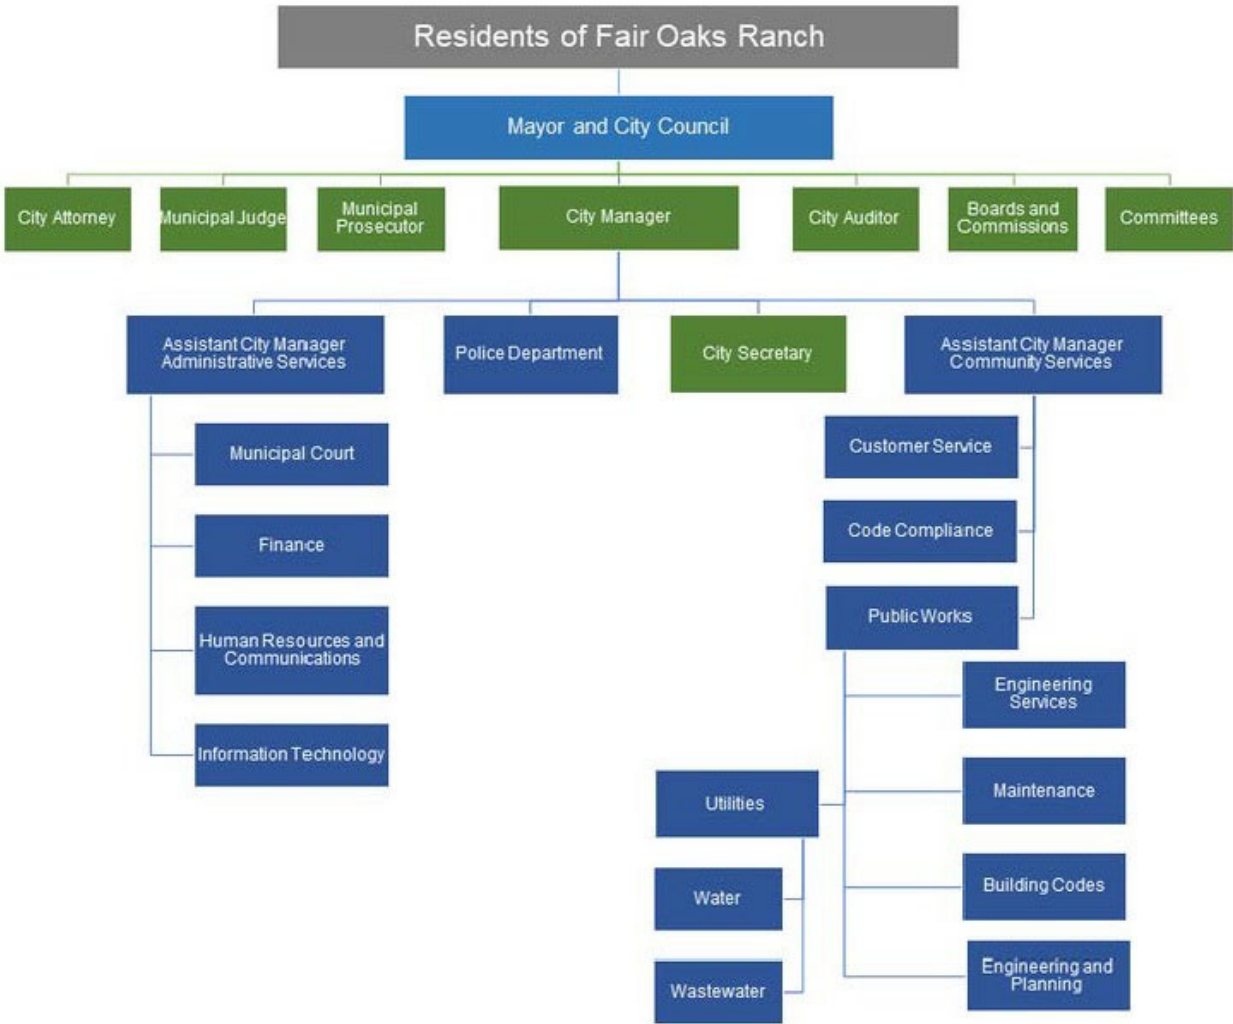 Residents of Fair Oaks Ranch
Mayor and City Council
City Attorney
Municipal Judge
Municipal
Prosecutor
City Manager
City Auditor
Boards and
Commissions
Committees
Assistant City Manager
Administrative Services
Police Department
City Secretary
Assistant City Manager
Community Services
Municipal Court
Finance
Human Resources and
Communications
Information Technology
Customer Service
Code Compliance
Public Works
Engineering
Services
Maintenance
Building Codes
Engineering and
Planning
Utilities
Water
Wastewater